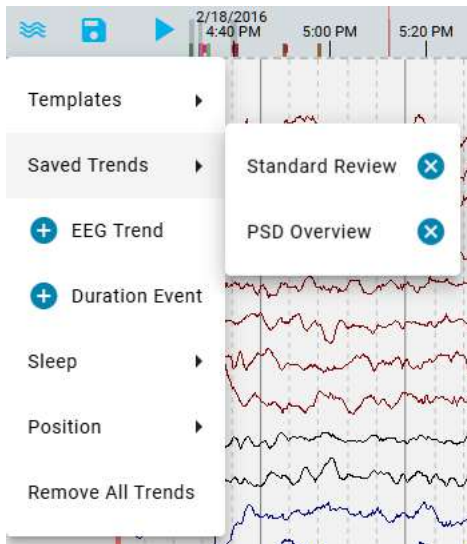 2/18/2016
4:40 PM
5:00 PM
5:20 PM
Templates
Saved Trends
Standard Review
PSD Overview
EEG Trend
Duration Event
Sleep
Position
Remove All Trends